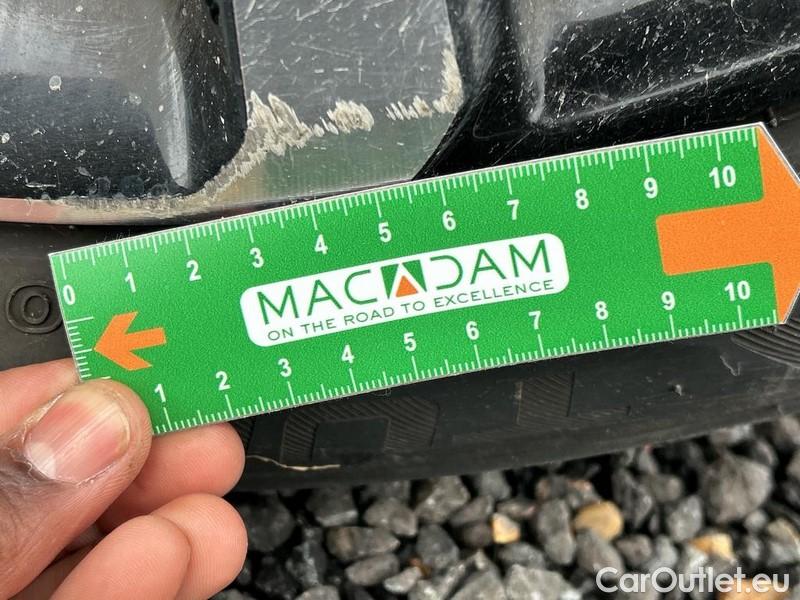 0 1 2 3 4 5 6 7 8 9 10
MACADAM
ON THE ROAD TO EXCELLENCE
1 2 3 4 5 6 7 8 9 10
CarOutlet.eu